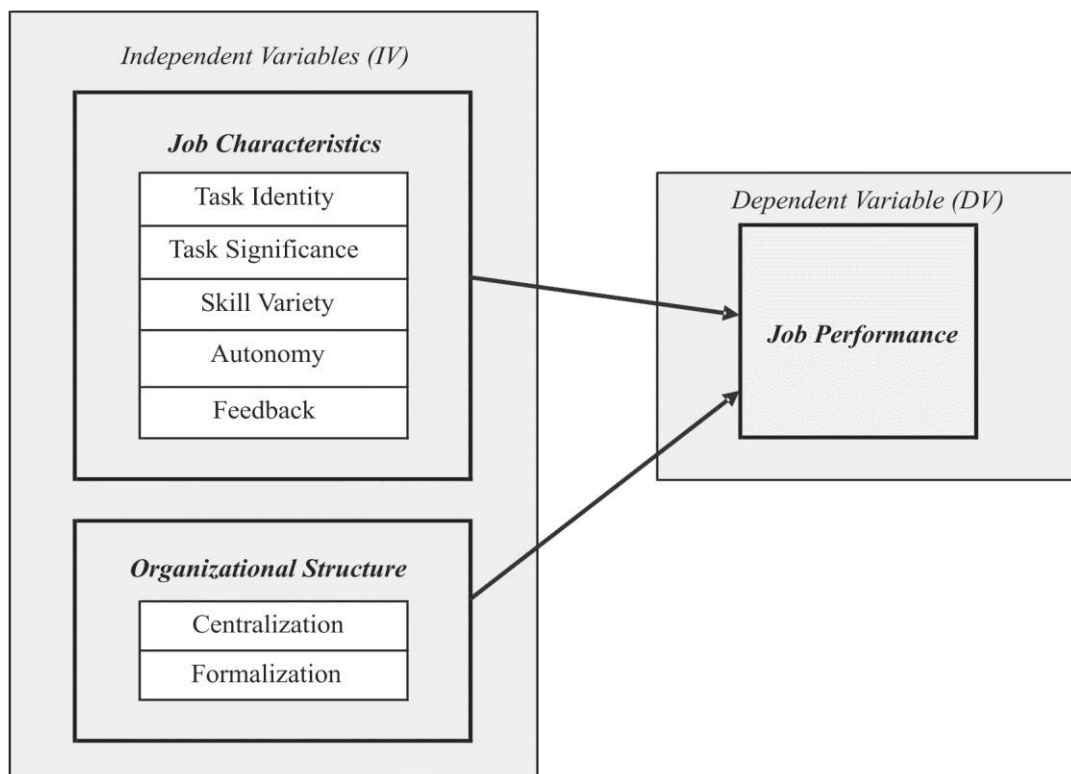 Independent Variables (IV)
Job Characteristics
Task Identity
Task Significance
Skill Variety
Autonomy
Feedback
Organizational Structure
Centralization
Formalization
Dependent Variable (DV)
Job Performance